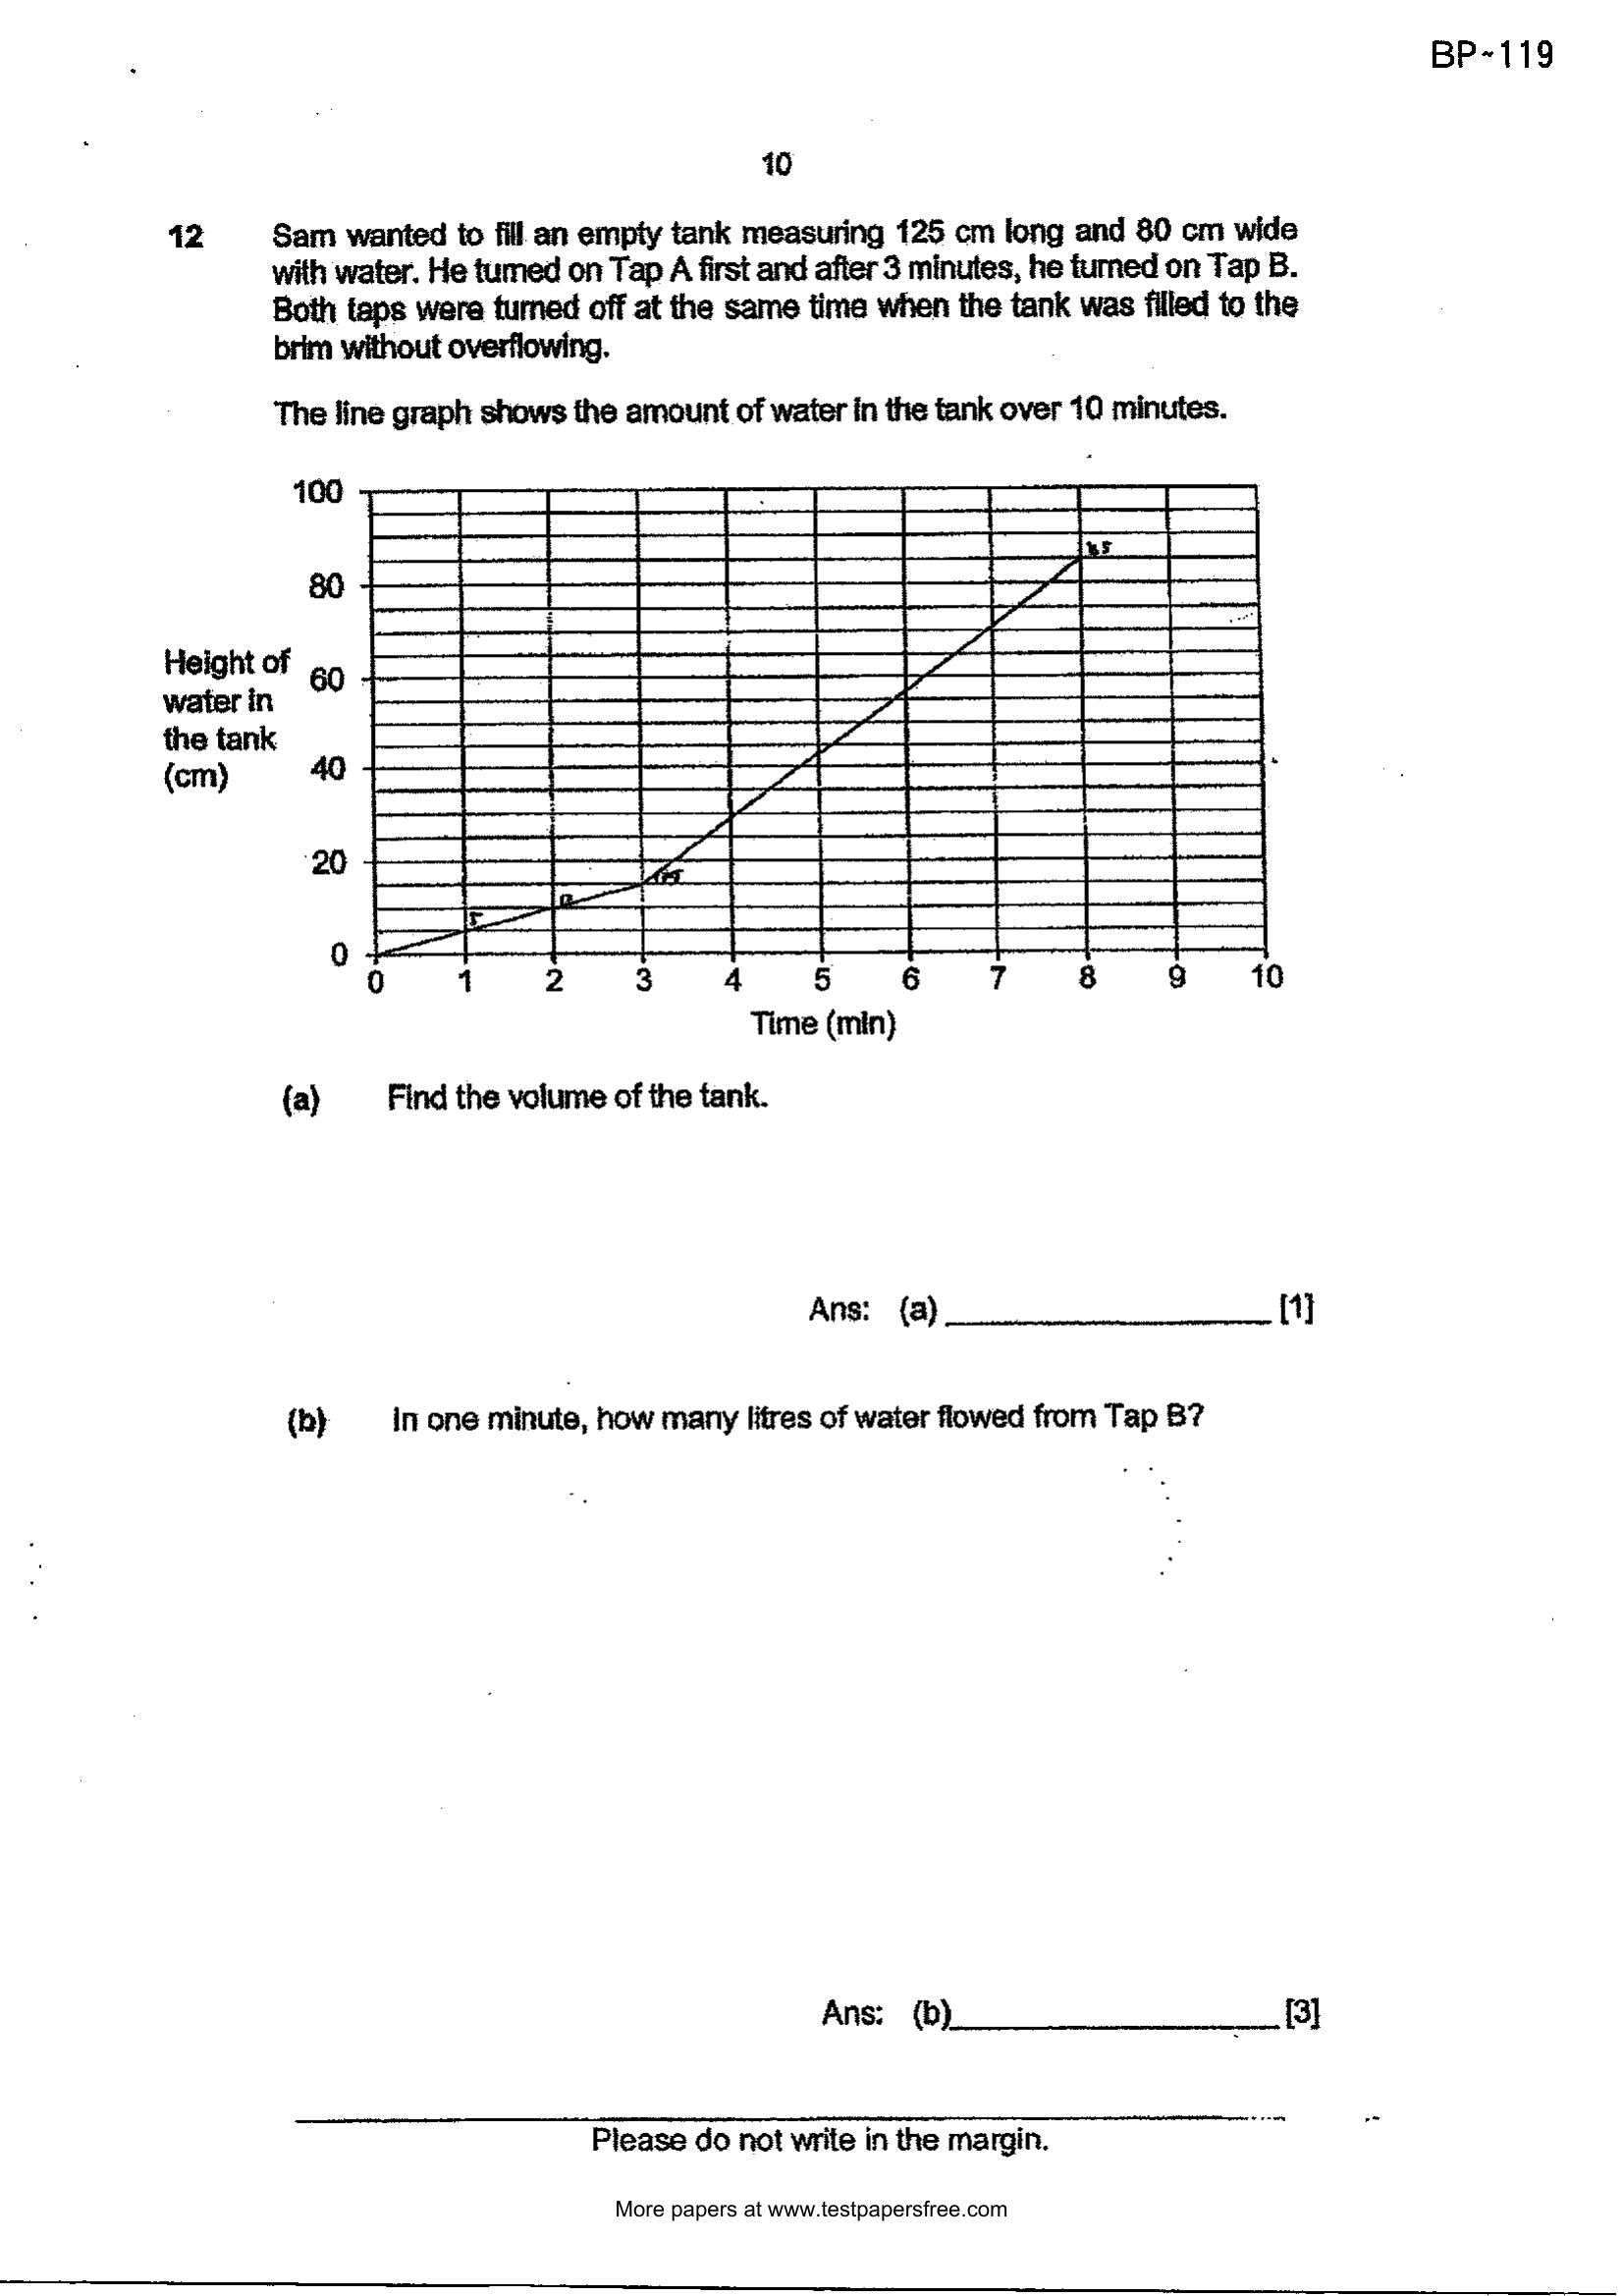 BP~119
10
12 Sam wanted to fill an empty tank measuring 125 cm long and 80 cm wide
with water. He turned on Tap A first and after 3 minutes, he turned on Tap B.
Both taps were turned off at the same time when the tank was filled to the
brim without overflowing.
The line graph shows the amount of water in the tank over 10 minutes.
100
80
60
40
20
0
Height of
water in
the tank
(cm)
5
0 1 2 3 4 5 6 7 8 9 10
Time (min)
(a) Find the volume of the tank.
Ans: (a) [1]
(b) In one minute, how many litres of water flowed from Tap B?
Ans: (b) [3]
Please do not write in the margin.
More papers at www.testpapersfree.com